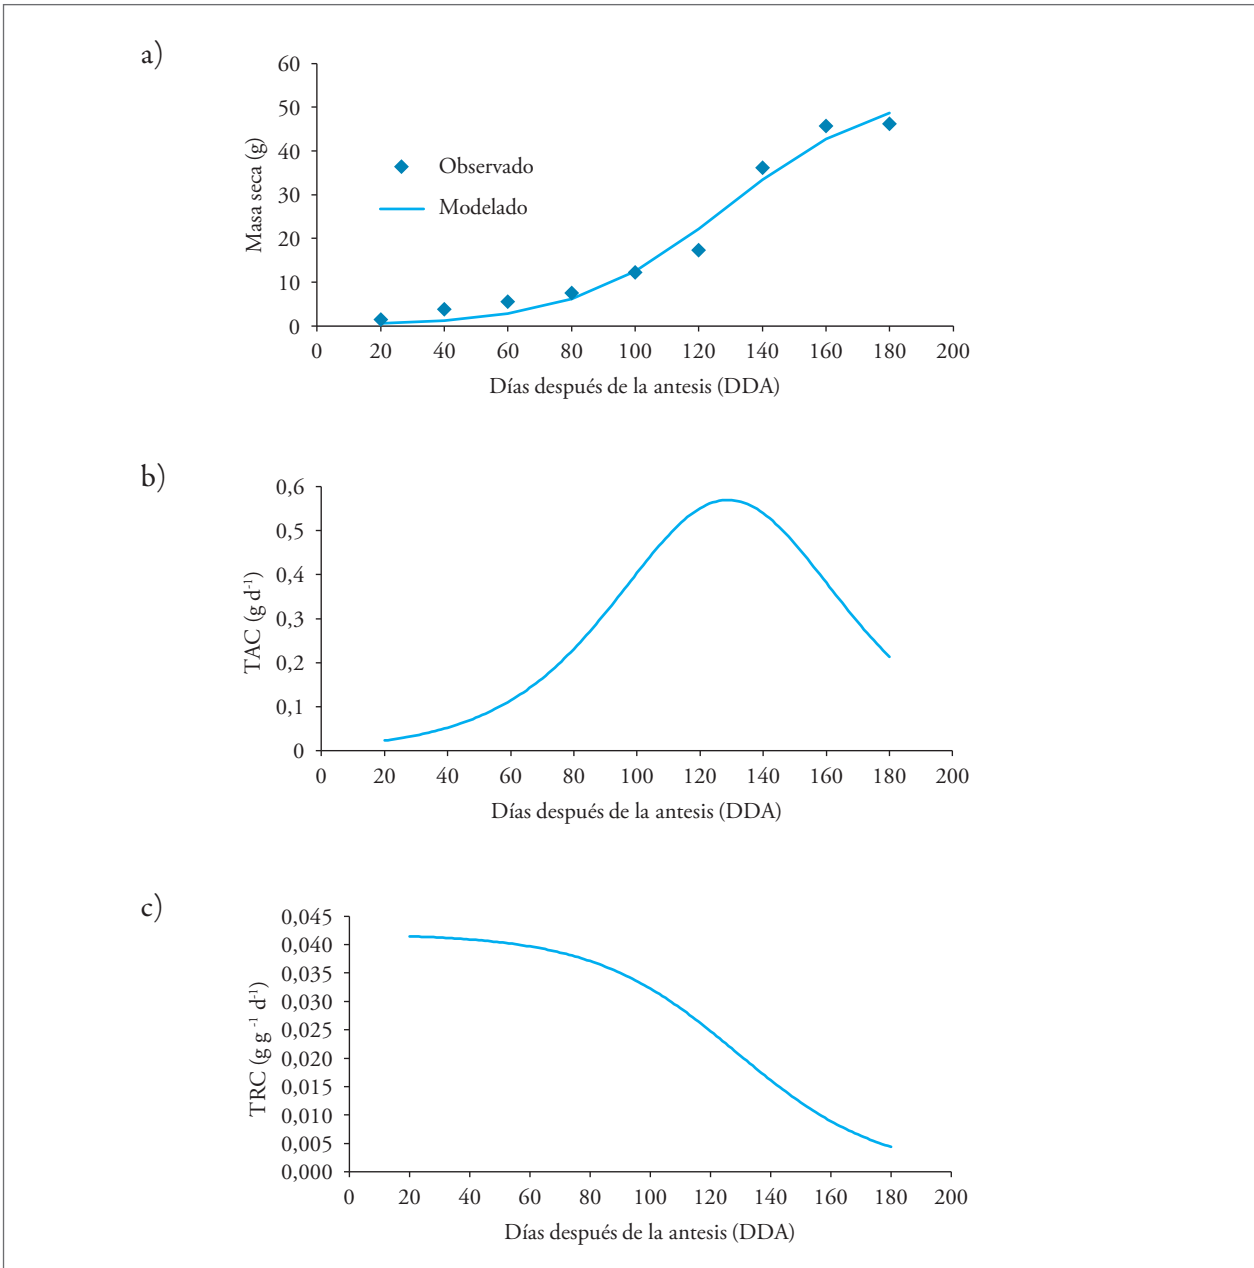 a)
60
50
40
30
20
10
0
Masa seca (g)
Observado
Modelado
0 20 40 60 80 100 120 140 160 180 200
Días después de la antesis (DDA)
b)
0,6
0,5
0,4
0,3
0,2
0,1
0
TAC (g d-1)
0 20 40 60 80 100 120 140 160 180 200
Días después de la antesis (DDA)
c)
0,045
0,040
0,035
0,030
0,025
0,020
0,015
0,010
0,005
0,000
TRC (g g-1 d-1)
0 20 40 60 80 100 120 140 160 180 200
Días después de la antesis (DDA)